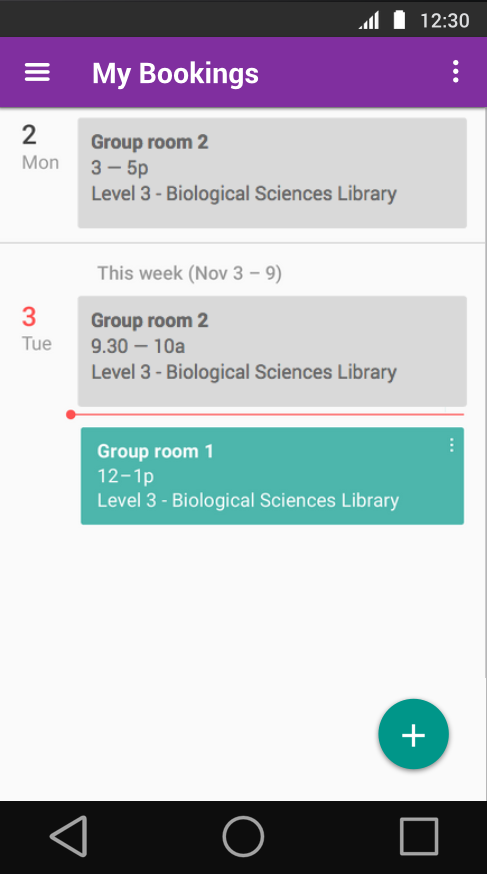 12:30
My Bookings
2
Mon
Group room 2
3 — 5p
Level 3 - Biological Sciences Library
This week (Nov 3 – 9)
3
Tue
Group room 2
9.30 — 10a
Level 3 - Biological Sciences Library
Group room 1
12–1p
Level 3 - Biological Sciences Library